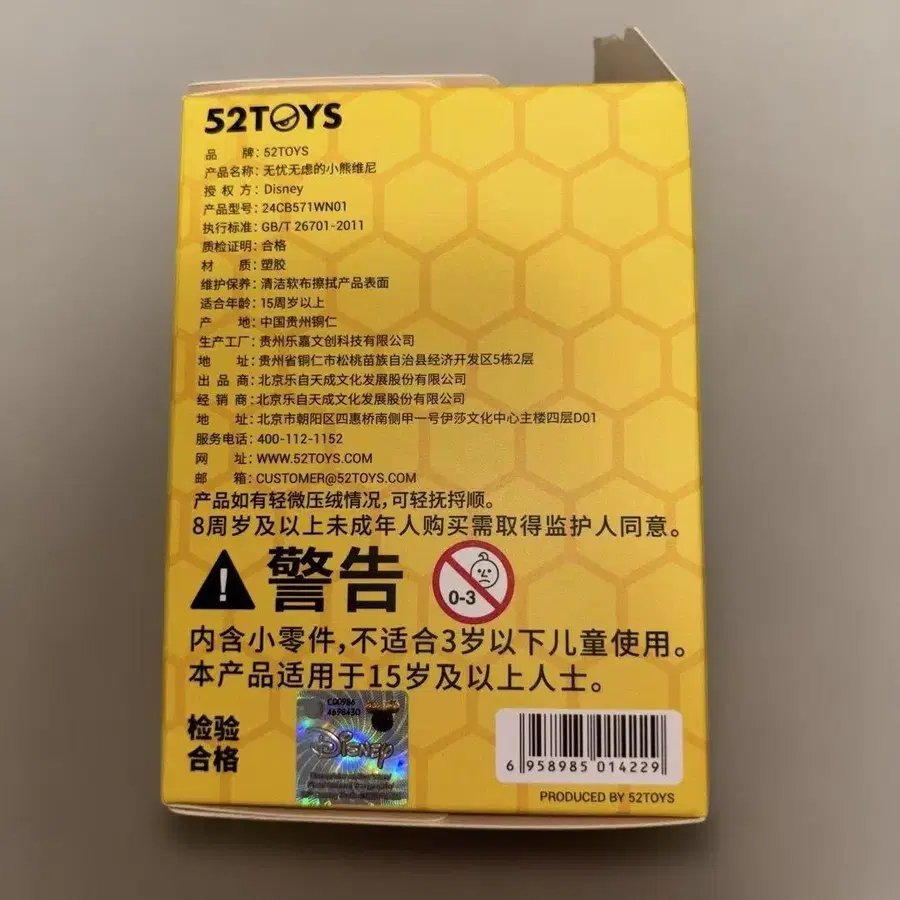 52TOYS
品 牌：52TOYS
产品名称：无忧无虑的小熊维尼
授 权 方：Disney
产品型号：24CB571WN01
执行标准：GB/T 26701-2011
质检证明：合格
材 质：塑胶
维护保养：清洁软布擦拭产品表面
适合年龄：15周岁以上
产 地：中国贵州铜仁
生产工厂：贵州乐嘉文创科技有限公司
地 址：贵州省铜仁市松桃苗族自治县经济开发区5栋2层
出 品 商：北京乐自天成文化发展股份有限公司
经 销 商：北京乐自天成文化发展股份有限公司
地 址：北京市朝阳区四惠桥南侧甲一号伊莎文化中心主楼四层D01
服务电话：400-112-1152
网 址：WWW.52TOYS.COM
邮 箱：CUSTOMER@52TOYS.COM
产品如有轻微压绒情况，可轻抚捋顺。
8周岁及以上未成年人购买需取得监护人同意。
警告
0-3
内含小零件，不适合3岁以下儿童使用。
本产品适用于15岁及以上人士。
检验
合格
CQ0986
4698430
Disney
6 958985 014229
PRODUCED BY 52TOYS